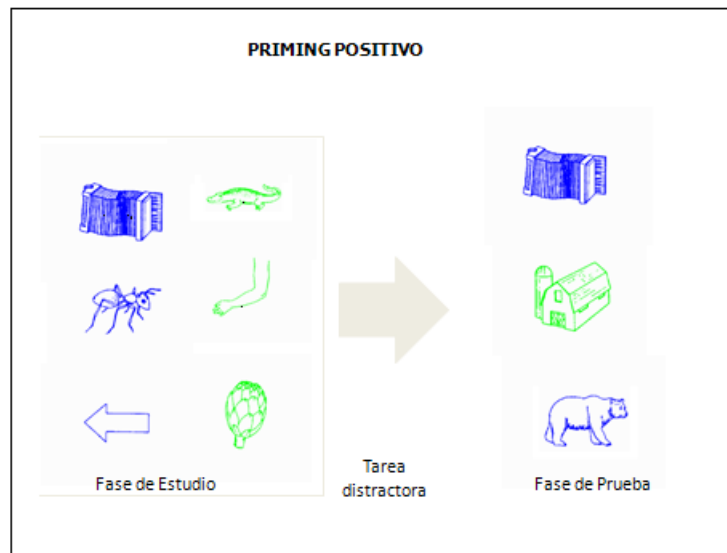 PRIMING POSITIVO
Fase de Estudio
Tarea
distractora
Fase de Prueba